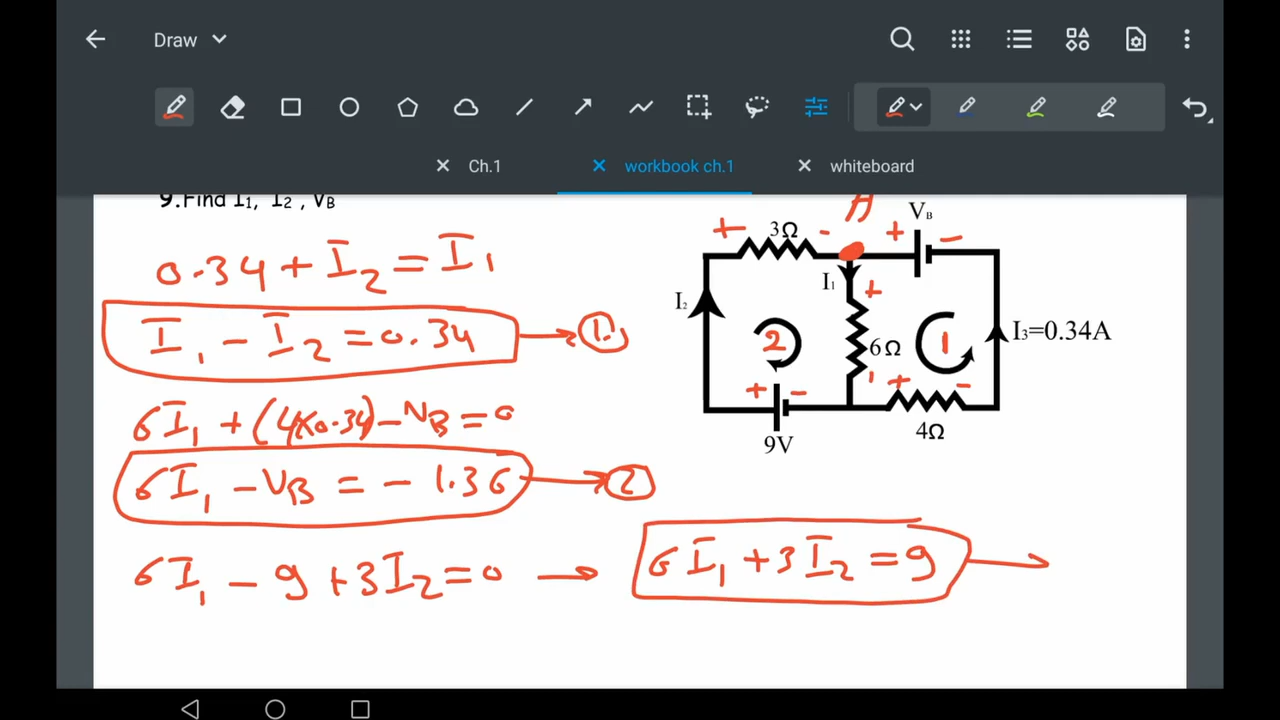 Draw
Ch.1
workbook ch.1
whiteboard
9.Find I₁, I₂ , VB
0.34 + I₂ = I₁
I₁ - I₂ = 0.34 → ①
6I₁ + (4×0.34) - VB = 0
6I₁ - VB = - 1.36 → ②
6I₁ - 9 + 3I₂ = 0 → 6I₁ + 3I₂ = 9 →
A
+ 3Ω -
+ VB -
I₂
I₁
+
2
6Ω
1
I₃=0.34A
-
+ -
9V
+ -
4Ω